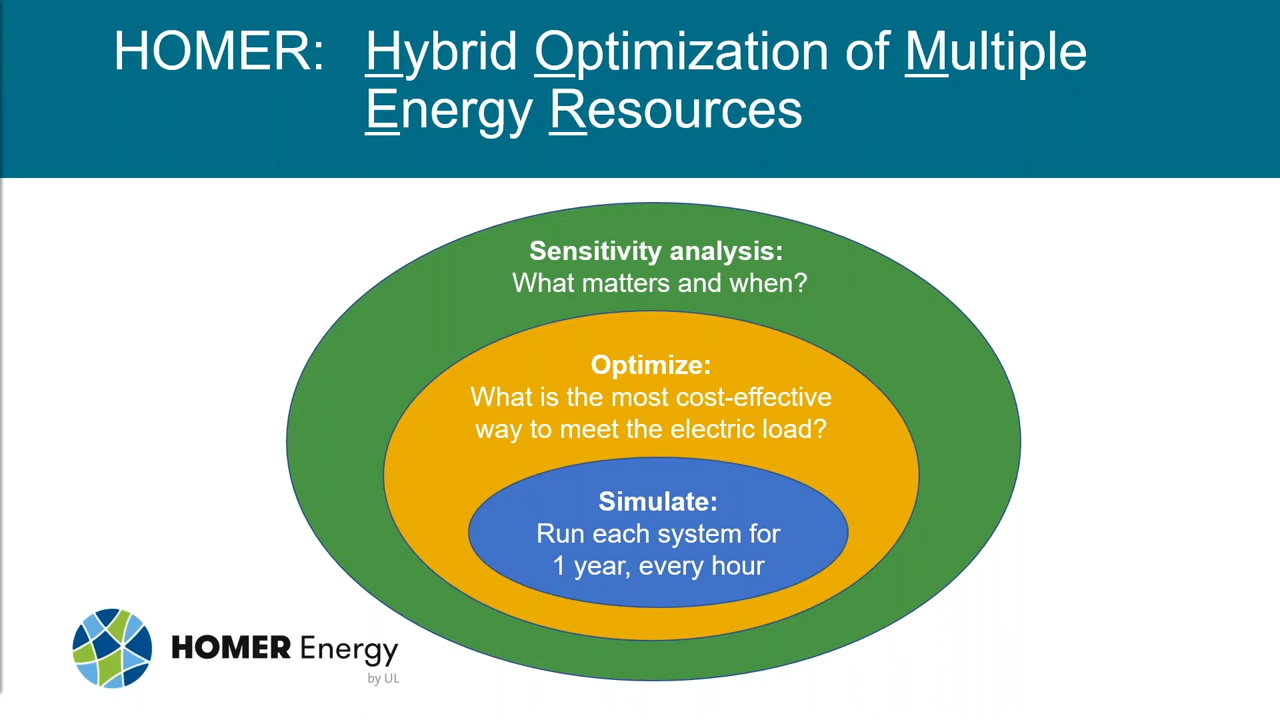 HOMER: Hybrid Optimization of Multiple
Energy Resources
Sensitivity analysis:
What matters and when?
Optimize:
What is the most cost-effective
way to meet the electric load?
Simulate:
Run each system for
1 year, every hour
HOMER Energy
by UL